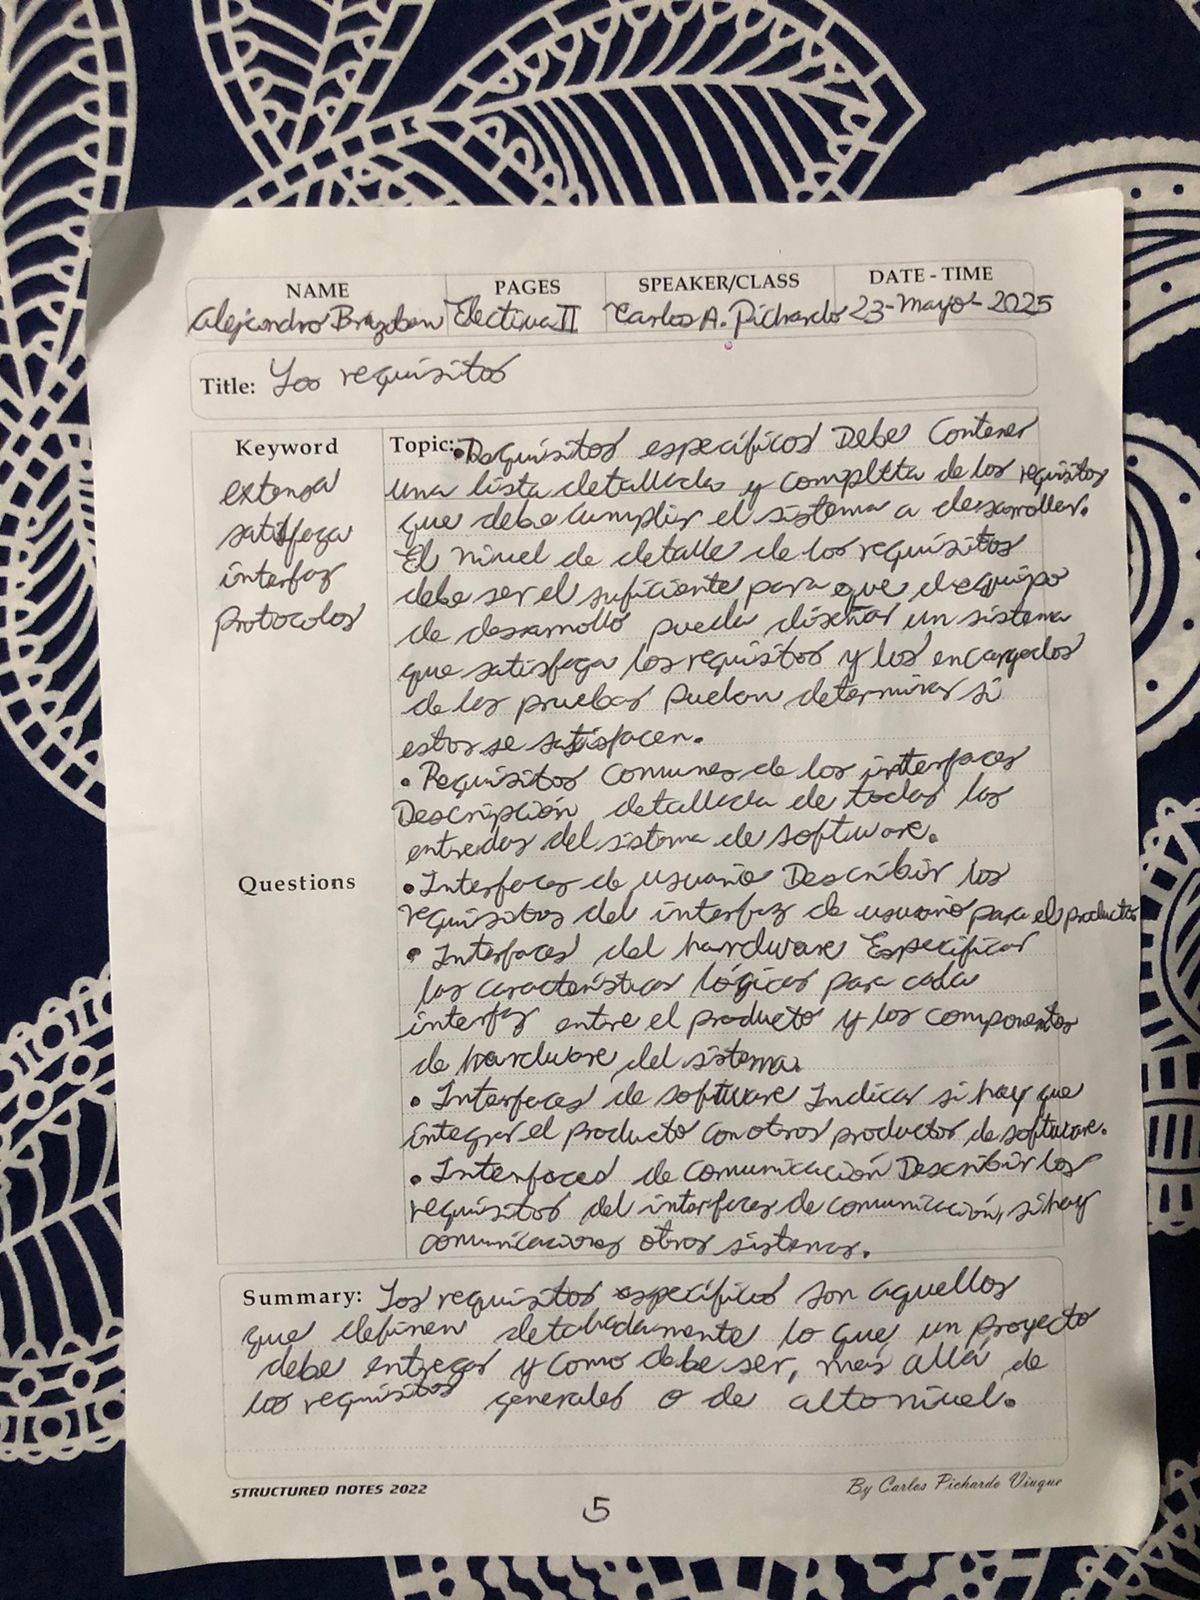 NAME PAGES SPEAKER/CLASS DATE - TIME
Alejandro Brazoban Electiva II Carlos A. Pichardo 23-Mayo-2025
Title: Los requisitos
Keyword
extensa
satisfaga
interfaz
protocolos
Topic: • Requisitos específicos Debe Contener
una lista detallada y completa de los requisitos
que debe cumplir el sistema a desarrollar.
El nivel de detalle de los requisitos
debe ser el suficiente para que el equipo
de desarrollo pueda diseñar un sistema
que satisfaga los requisitos y los encargados
de las pruebas puedan determinar si
estos se satisfacen.
• Requisitos comunes de los interfaces
Descripción detallada de todas las
entradas del sistema de software.
Questions
• Interfaces de usuario Describir los
requisitos del interfaz de usuario para el producto
• Interfaces del hardware Especificar
las características lógicas para cada
interfaz entre el producto y los componentes
de hardware del sistema.
• Interfaces de software Indicar si hay que
integrar el producto con otros productos de software.
• Interfaces de comunicación Describir los
requisitos del interfaces de comunicación, si hay
comunicaciones otros sistemas.
Summary: Los requisitos específicos son aquellos
que definen detalladamente lo que un proyecto
debe entregar y como debe ser, más allá de
los requisitos generales o de alto nivel.
STRUCTURED NOTES 2022
By Carlos Pichardo Viuque
5